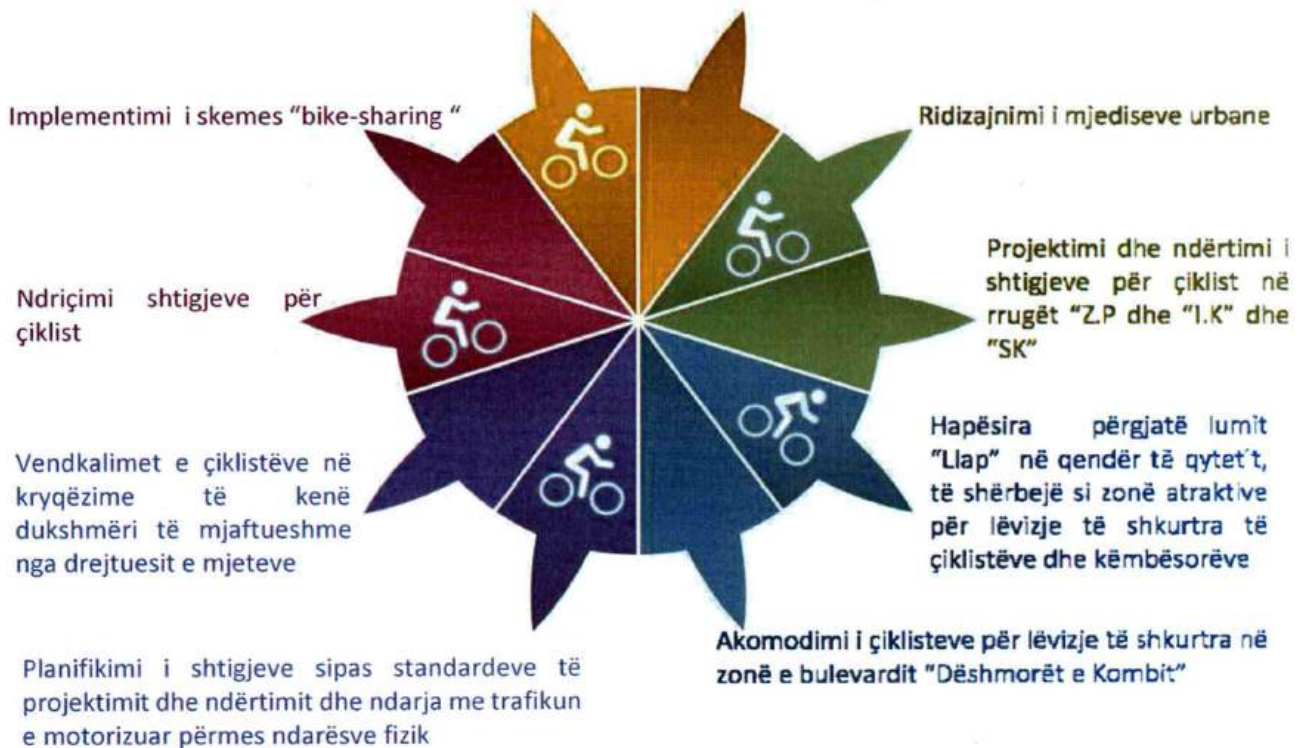 Implementimi i skemes "bike-sharing "
Ndriçimi shtigjeve për
çiklist
Vendkalimet e çiklistëve në
kryqëzime të kenë
dukshmëri të mjaftueshme
nga drejtuesit e mjeteve
Planifikimi i shtigjeve sipas standardeve të
projektimit dhe ndërtimit dhe ndarja me trafikun
e motorizuar përmes ndarësve fizik
Ridizajnimi i mjediseve urbane
Projektimi dhe ndërtimi i
shtigjeve për çiklist në
rrugët "Z.P dhe "I.K" dhe
"SK"
Hapësira përgjatë lumit
"Llap" në qendër të qytet't,
të shërbejë si zonë atraktive
për lëvizje të shkurtra të
çiklistëve dhe këmbësorëve
Akomodimi i çiklisteve për lëvizje të shkurtra në
zonë e bulevardit "Dëshmorët e Kombit"